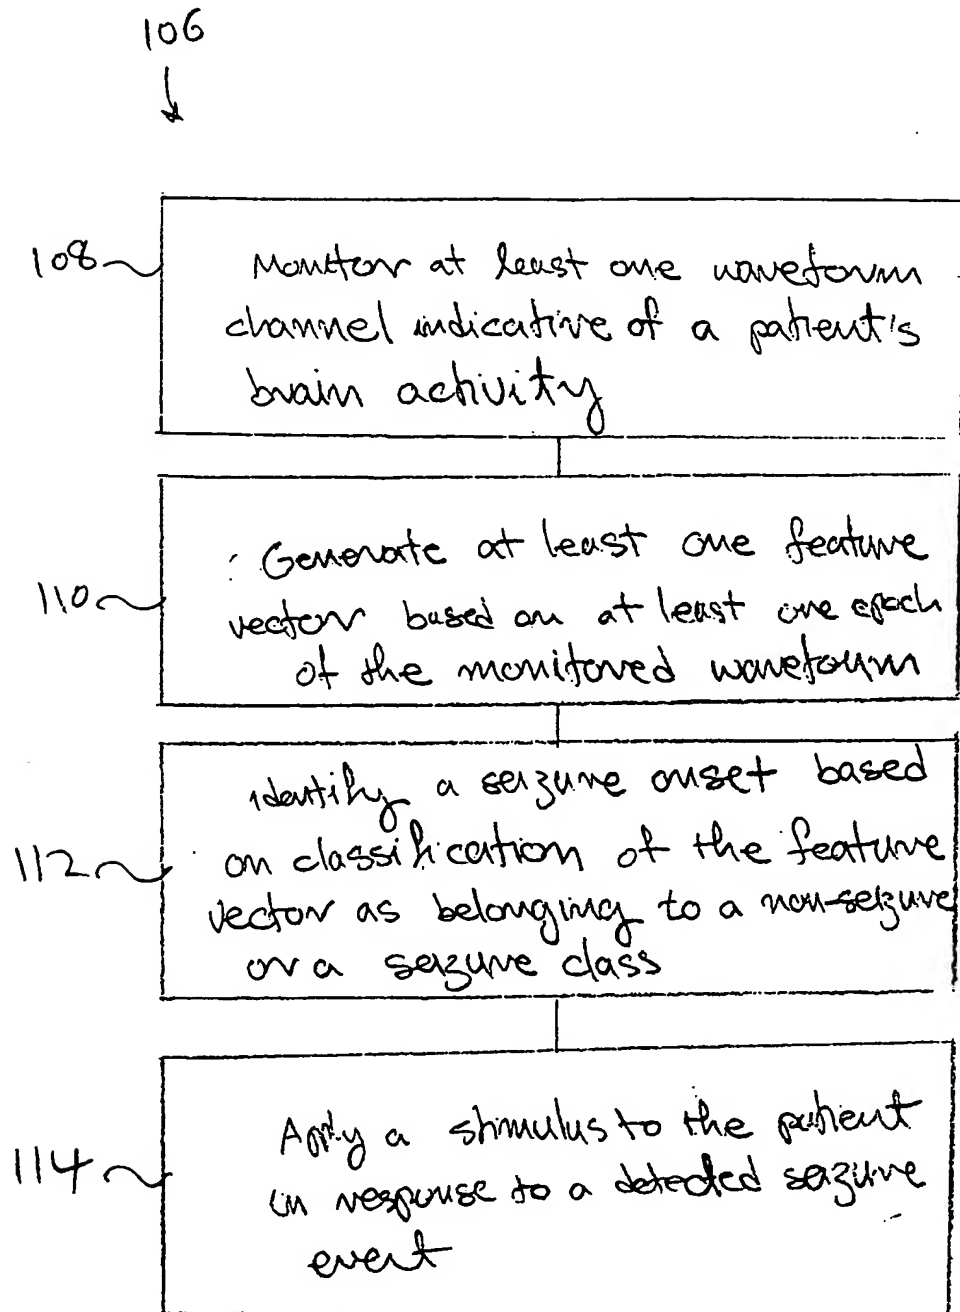 106
108
Monitor at least one waveform
channel indicative of a patient's
brain activity
110
Generate at least one feature
vector based on at least one epoch
of the monitored waveform
112
identify a seizure onset based
on classification of the feature
vector as belonging to a non-seizure
or a seizure class
114
Apply a stimulus to the patient
in response to a detected seizure
event